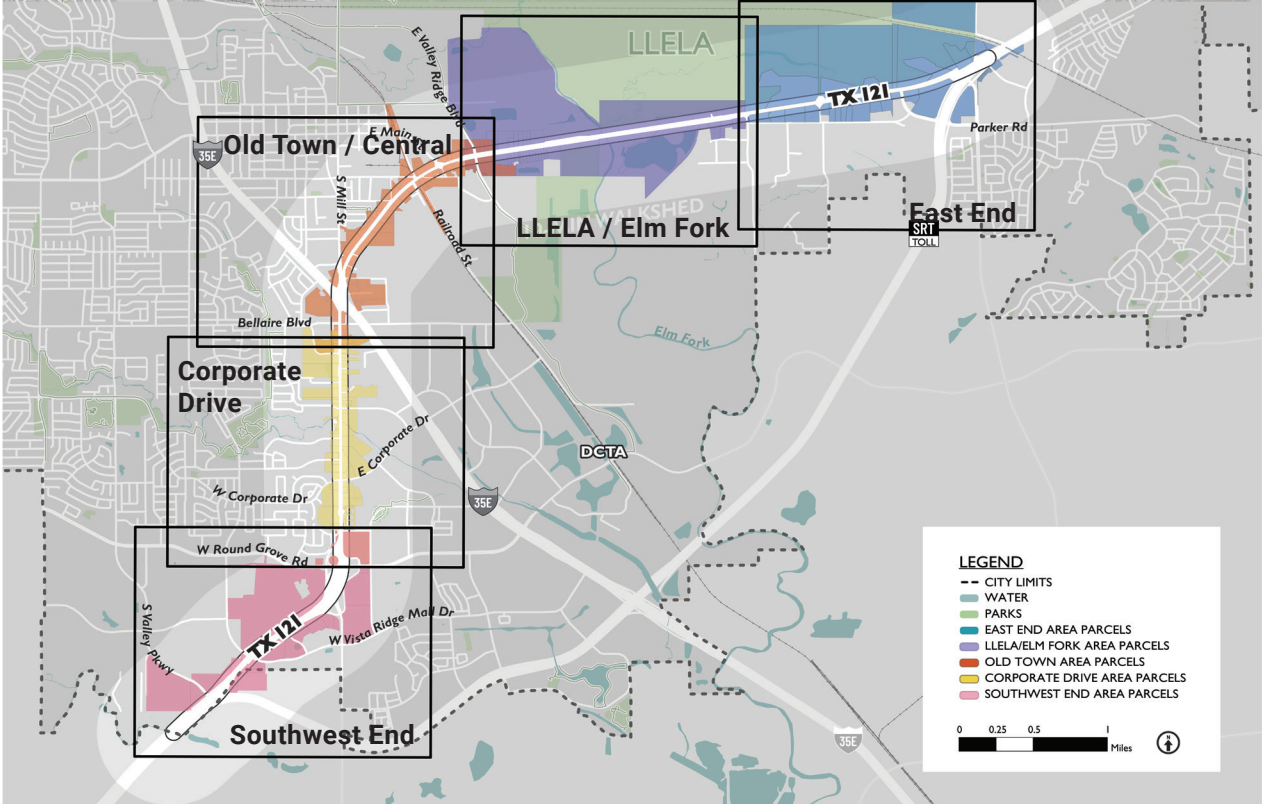 LLELA
E Valley Ridge Blvd
TX 121
Parker Rd
35E
Old Town / Central
S Mill St
Railroad St
LLELA / Elm Fork
East End
SRT
TOLL
Bellaire Blvd
Elm Fork
Corporate
Drive
E Corporate Dr
DCTA
W Corporate Dr
35E
W Round Grove Rd
S Valley Pkwy
TX 121
W Vista Ridge Mall Dr
Southwest End
35E
LEGEND
CITY LIMITS
WATER
PARKS
EAST END AREA PARCELS
LLELA/ELM FORK AREA PARCELS
OLD TOWN AREA PARCELS
CORPORATE DRIVE AREA PARCELS
SOUTHWEST END AREA PARCELS
0 0.25 0.5 1
Miles
N